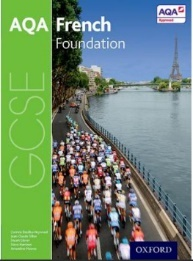 AQA French
Foundation
AQA
Approved
GCSE
OXFORD